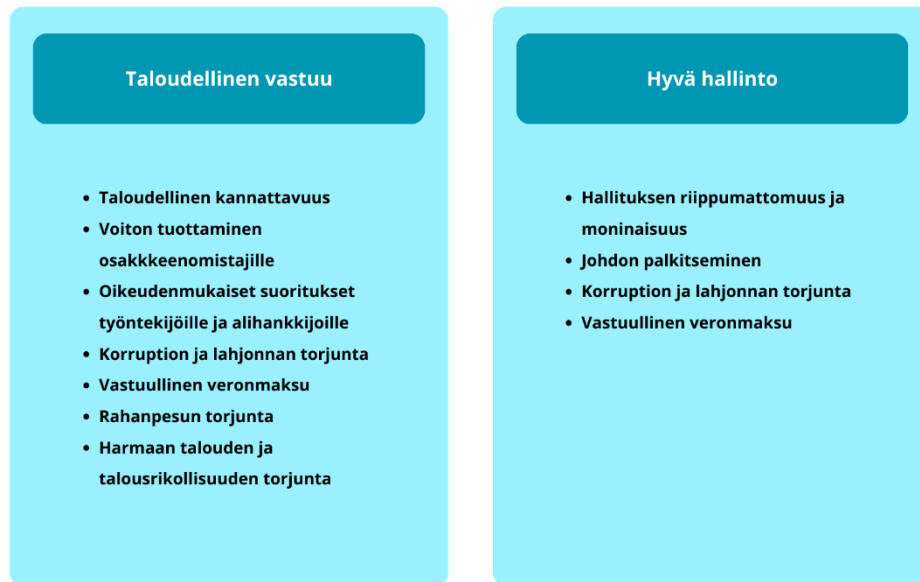 Taloudellinen vastuu
• Taloudellinen kannattavuus
• Voiton tuottaminen
osakkkeenomistajille
• Oikeudenmukaiset suoritukset
työntekijöille ja alihankkijoille
• Korruption ja lahjonnan torjunta
• Vastuullinen veronmaksu
• Rahanpesun torjunta
• Harmaan talouden ja
talousrikollisuuden torjunta
Hyvä hallinto
• Hallituksen riippumattomuus ja
moninaisuus
• Johdon palkitseminen
• Korruption ja lahjonnan torjunta
• Vastuullinen veronmaksu